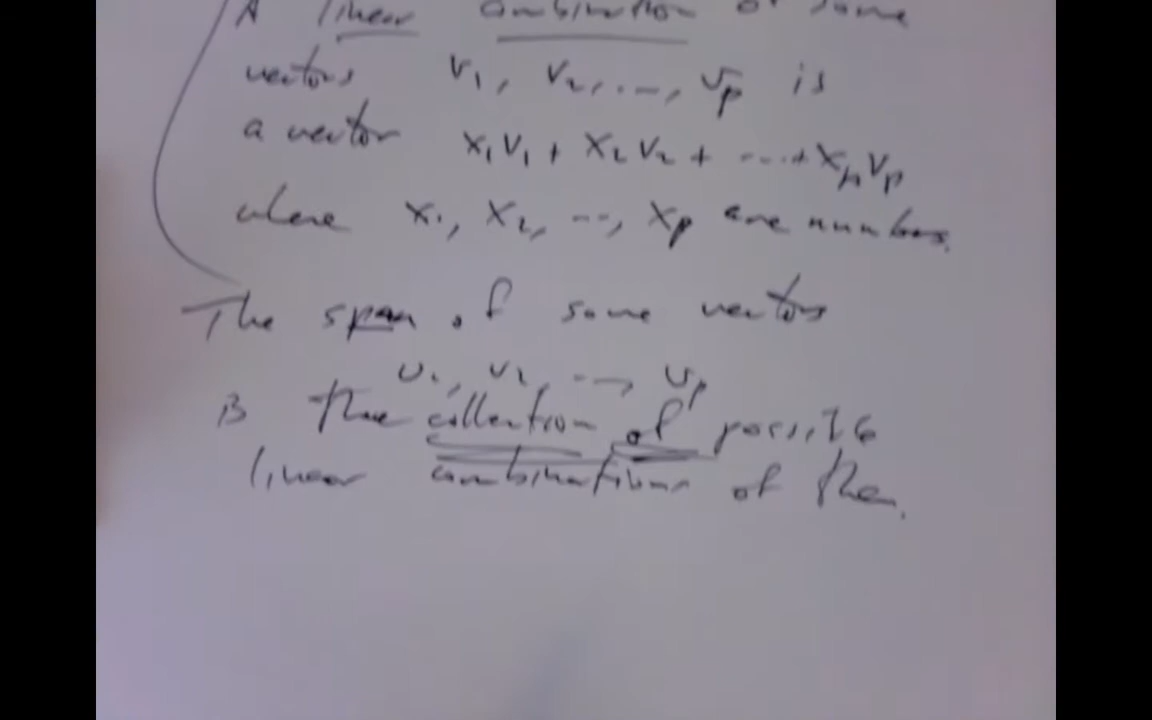 A linear combination of some
vectors v₁, v₂, ..., vₚ is
a vector x₁v₁ + x₂v₂ + ... + xₚvₚ
where x₁, x₂, ..., xₚ are numbers.
The span of some vectors
v₁, v₂, ..., vₚ
is the collection of possible
linear combinations of them.